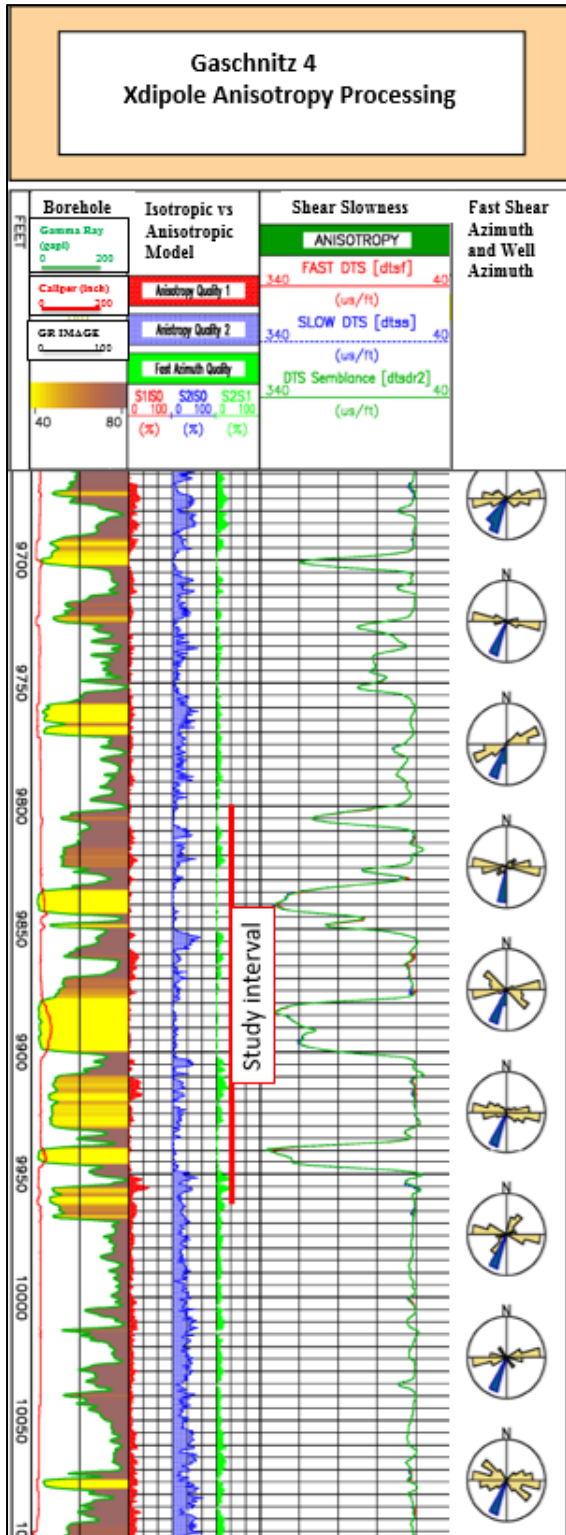 Gaschnitz 4
Xdipole Anisotropy Processing
FEET
Borehole
Gamma Ray
(gapi)
0 200
Caliper (inch)
0 200
GR IMAGE
0 100
40 80
Isotropic vs
Anisotropic
Model
Anisotropy Quality 1
Anistropy Quality 2
Fast Azimuth Quality
S1ISO S2ISO S2S1
0 100 0 100 0 100
(%) (%) (%)
Shear Slowness
ANISOTROPY
FAST DTS [dtsf]
340 40
(us/ft)
SLOW DTS [dtss]
340 40
(us/ft)
DTS Semblance [dtsdr2]
340 40
(us/ft)
Fast Shear
Azimuth
and Well
Azimuth
9700
9750
9800
9850
9900
9950
10000
10050
10
Study interval
N
N
N
N
N
N
N
N